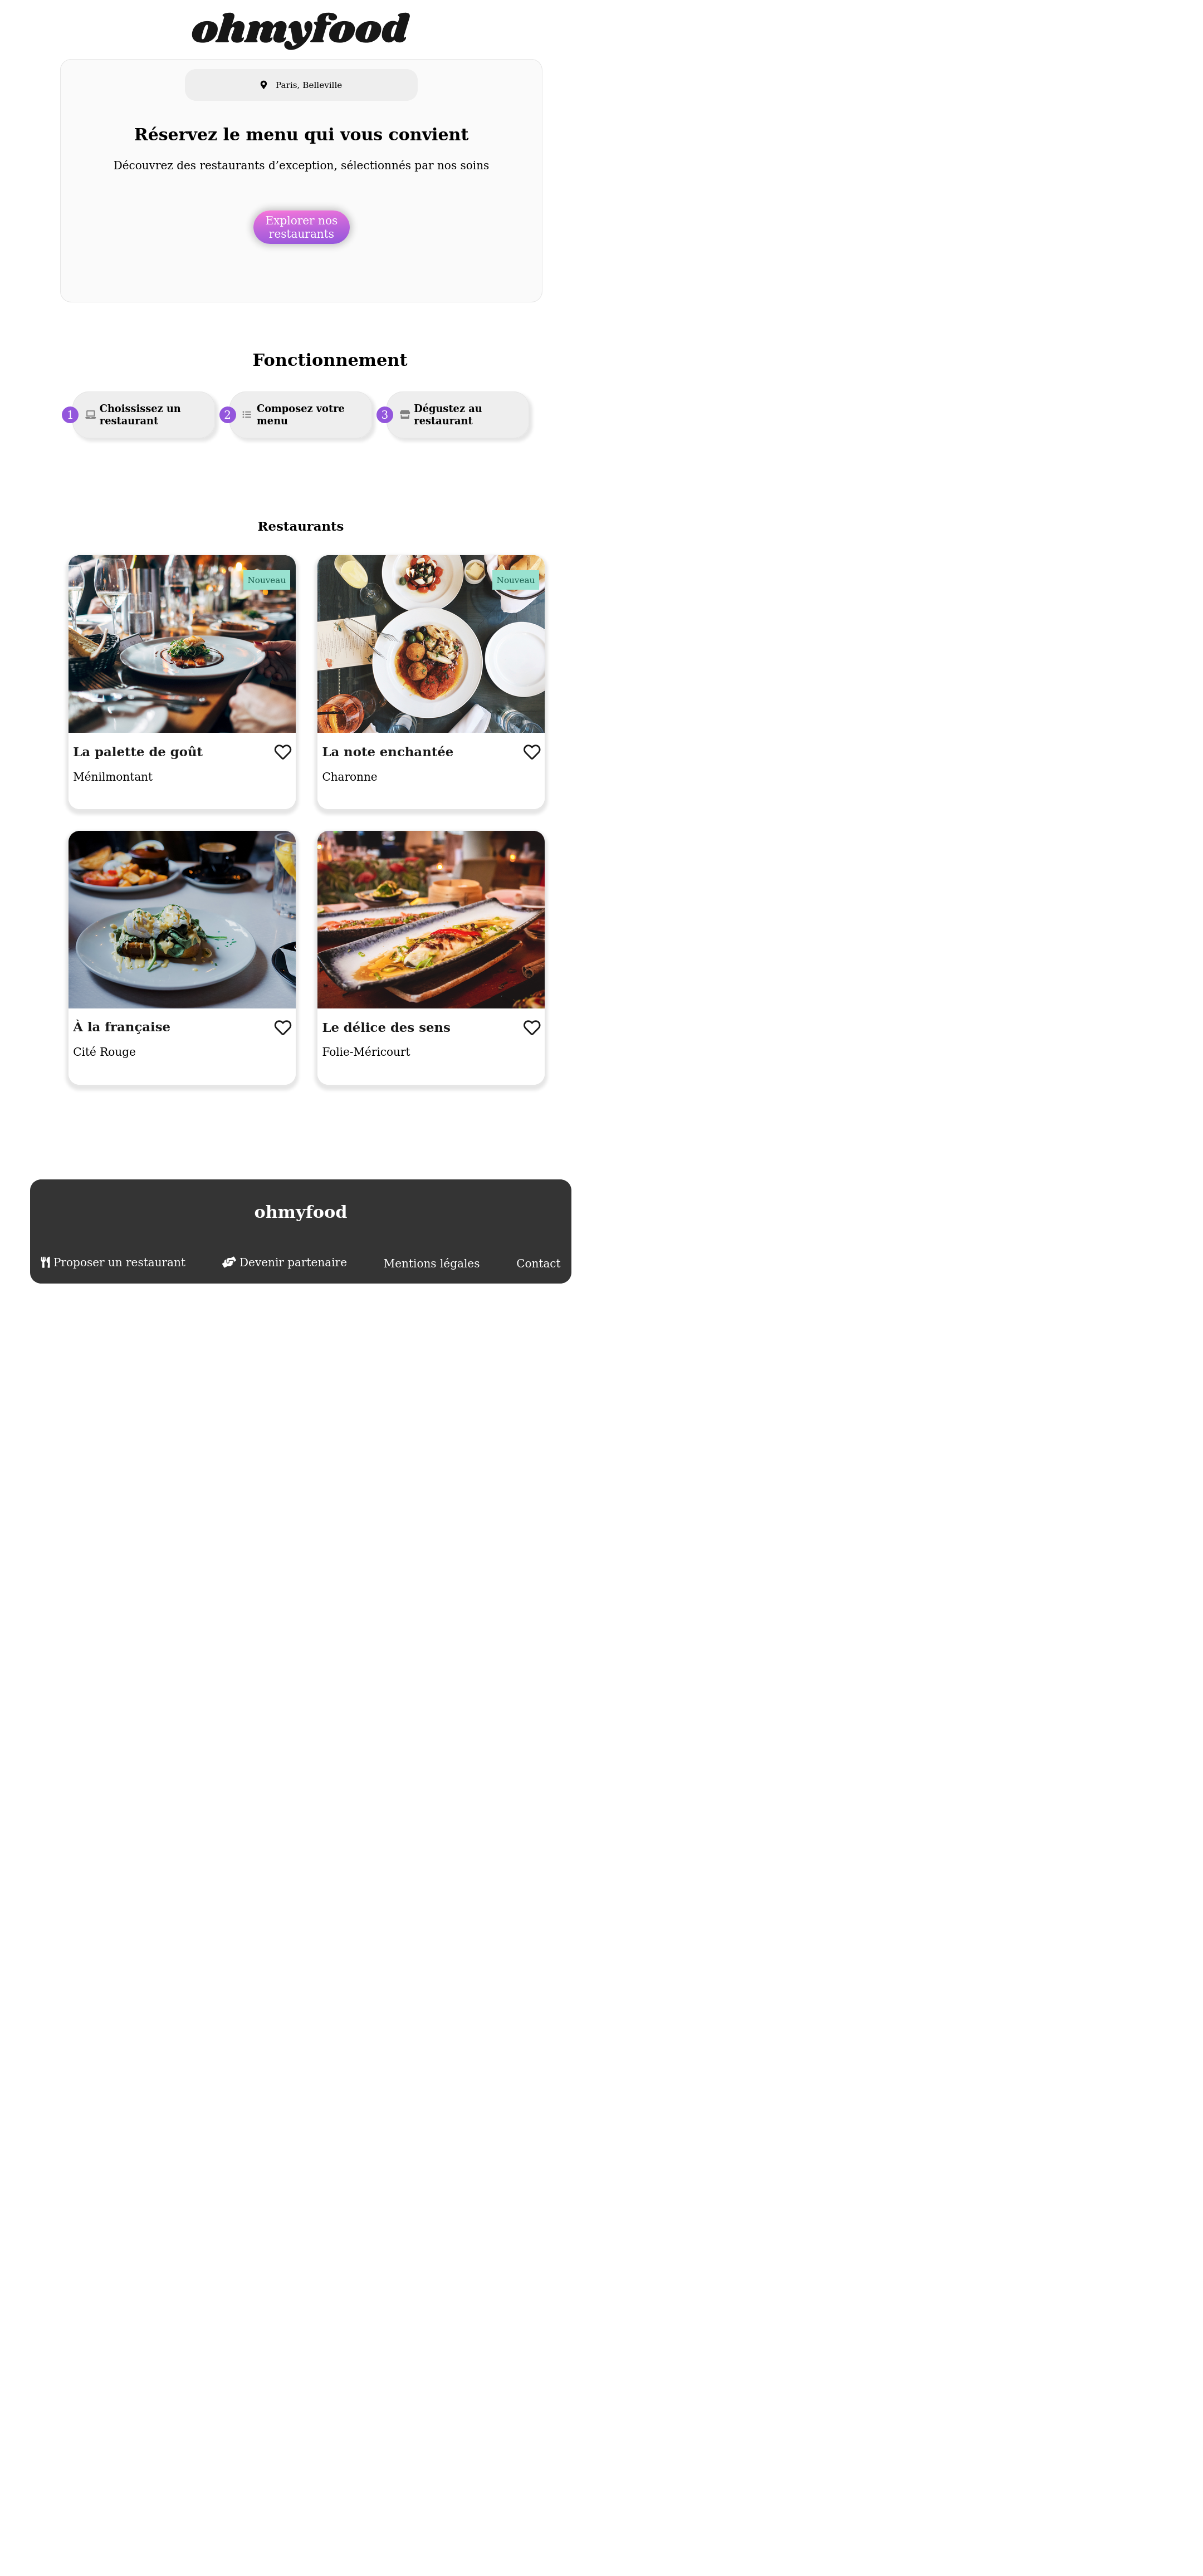 ohmyfood
Paris, Belleville
Réservez le menu qui vous convient
Découvrez des restaurants d’exception, sélectionnés par nos soins
Explorer nos
restaurants
Fonctionnement
1
Choississez un
restaurant
2
Composez votre
menu
3
Dégustez au
restaurant
Restaurants
Nouveau
Nouveau
La palette de goût
Ménilmontant
La note enchantée
Charonne
À la française
Cité Rouge
Le délice des sens
Folie-Méricourt
ohmyfood
Proposer un restaurant
Devenir partenaire
Mentions légales
Contact